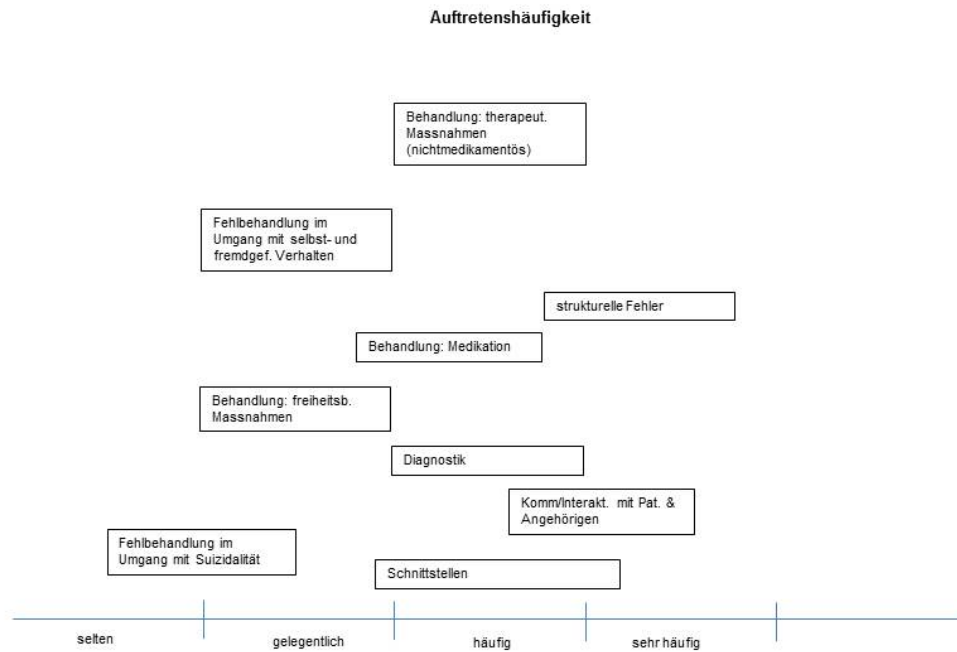 Auftretenshäufigkeit
Behandlung: therapeut.
Massnahmen
(nichtmedikamentös)
Fehlbehandlung im
Umgang mit selbst- und
fremdgef. Verhalten
strukturelle Fehler
Behandlung: Medikation
Behandlung: freiheitsb.
Massnahmen
Diagnostik
Komm/Interakt. mit Pat. &
Angehörigen
Fehlbehandlung im
Umgang mit Suizidalität
Schnittstellen
selten
gelegentlich
häufig
sehr häufig